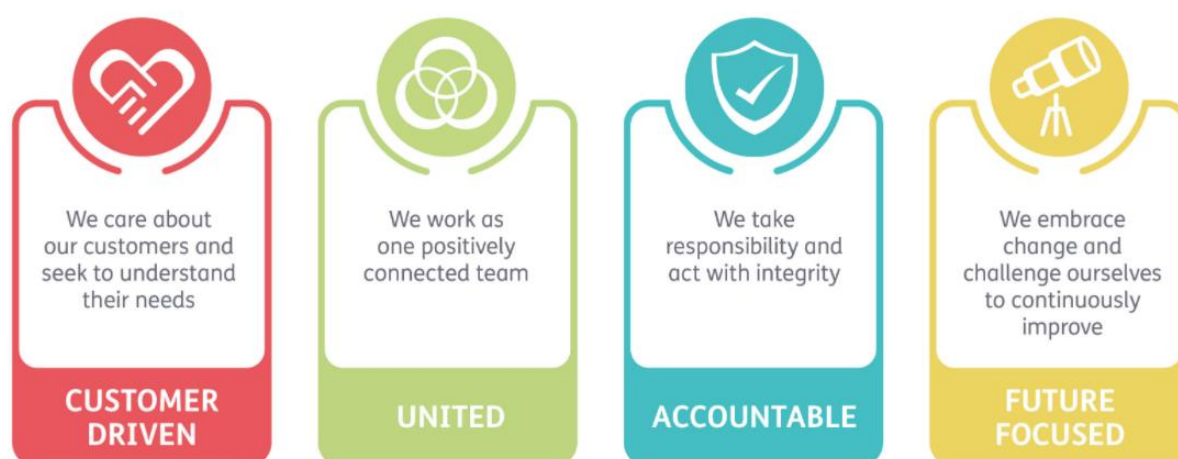 We care about
our customers and
seek to understand
their needs
CUSTOMER
DRIVEN
We work as
one positively
connected team
UNITED
We take
responsibility and
act with integrity
ACCOUNTABLE
We embrace
change and
challenge ourselves
to continuously
improve
FUTURE
FOCUSED